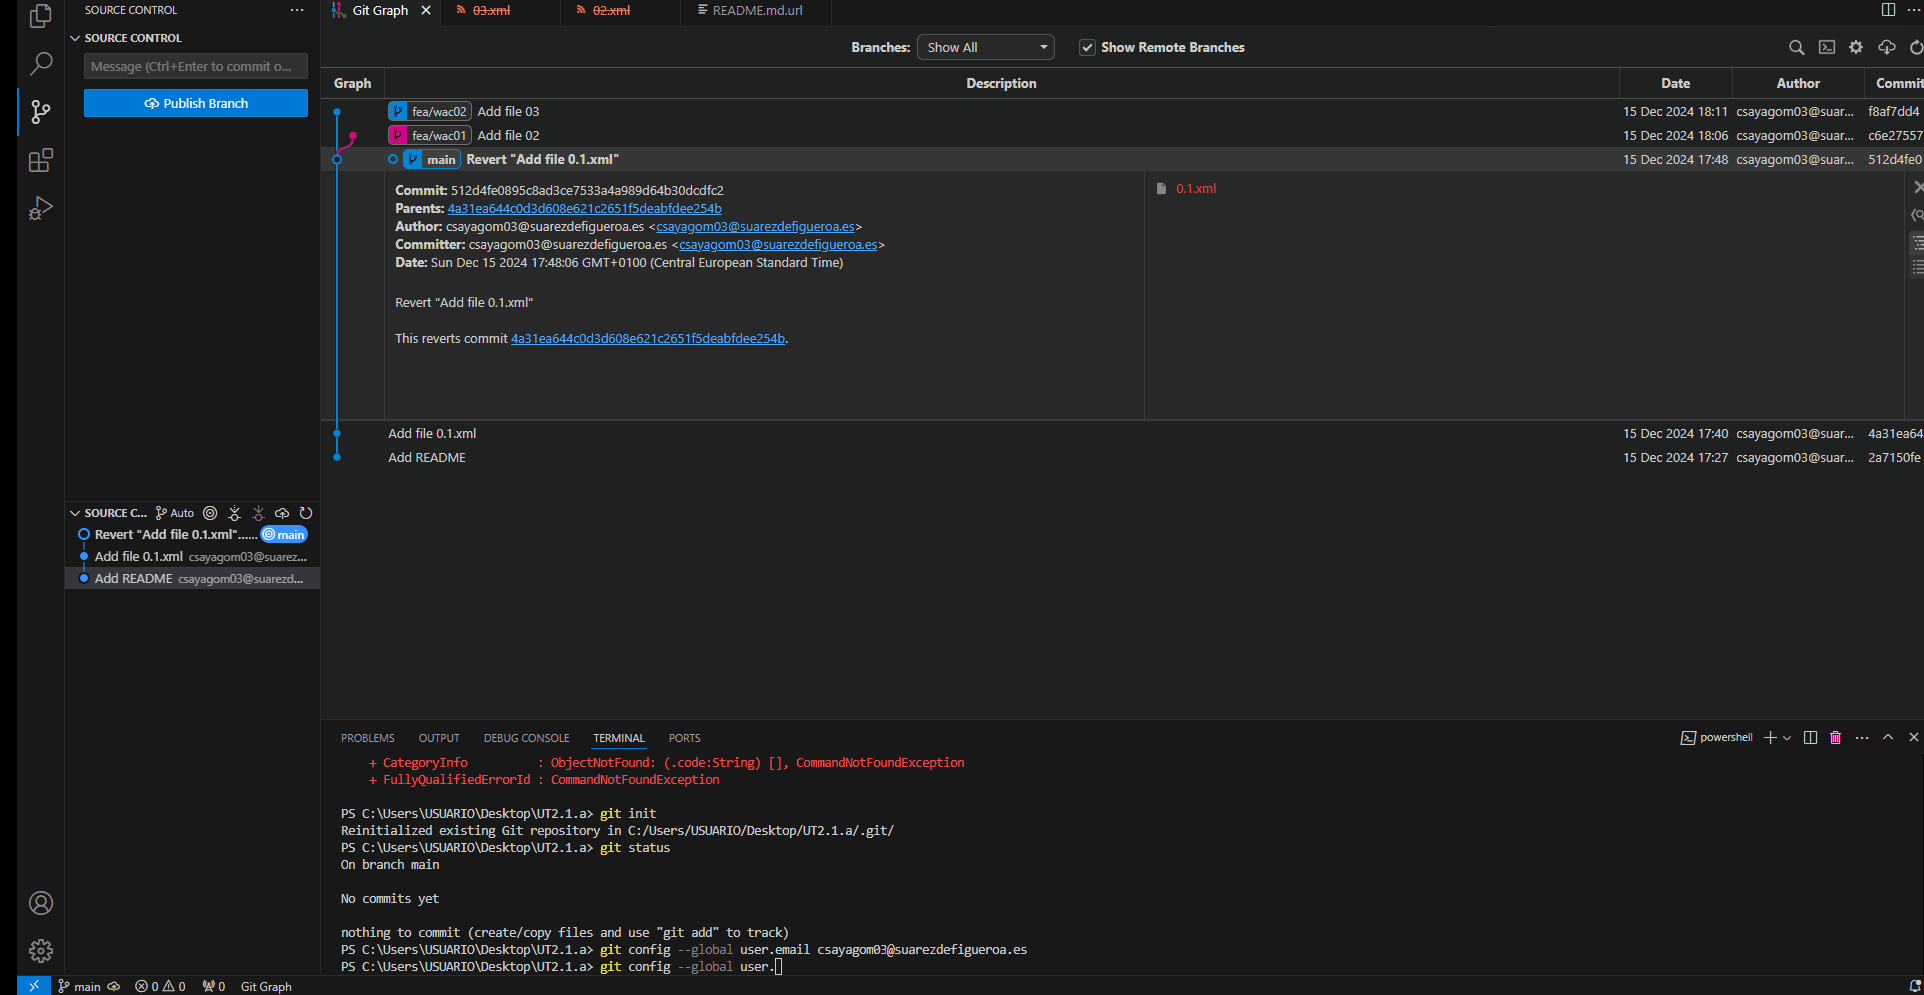 SOURCE CONTROL ···
Git Graph
03.xml
02.xml
README.md.url
SOURCE CONTROL
Message (Ctrl+Enter to commit o...
Publish Branch
Branches: Show All Show Remote Branches
Graph Description Date Author Commit
fea/wac02 Add file 03 15 Dec 2024 18:11 csayagom03@suar... f8af7dd4
fea/wac01 Add file 02 15 Dec 2024 18:06 csayagom03@suar... c6e27557
main Revert "Add file 0.1.xml" 15 Dec 2024 17:48 csayagom03@suar... 512d4fe0
Commit: 512d4fe0895c8ad3ce7533a4a989d64b30dcdfc2
Parents: 4a31ea644c0d3d608e621c2651f5deabfdee254b
Author: csayagom03@suarezdefigueroa.es <csayagom03@suarezdefigueroa.es>
Committer: csayagom03@suarezdefigueroa.es <csayagom03@suarezdefigueroa.es>
Date: Sun Dec 15 2024 17:48:06 GMT+0100 (Central European Standard Time)
Revert "Add file 0.1.xml"
This reverts commit 4a31ea644c0d3d608e621c2651f5deabfdee254b.
0.1.xml
Add file 0.1.xml 15 Dec 2024 17:40 csayagom03@suar... 4a31ea64
Add README 15 Dec 2024 17:27 csayagom03@suar... 2a7150fe
SOURCE C... Auto
Revert "Add file 0.1.xml"...... main
Add file 0.1.xml csayagom03@suarez...
Add README csayagom03@suarezd...
PROBLEMS OUTPUT DEBUG CONSOLE TERMINAL PORTS powershell
+ CategoryInfo : ObjectNotFound: (.code:String) [], CommandNotFoundException
+ FullyQualifiedErrorId : CommandNotFoundException
PS C:\Users\USUARIO\Desktop\UT2.1.a> git init
Reinitialized existing Git repository in C:/Users/USUARIO/Desktop/UT2.1.a/.git/
PS C:\Users\USUARIO\Desktop\UT2.1.a> git status
On branch main
No commits yet
nothing to commit (create/copy files and use "git add" to track)
PS C:\Users\USUARIO\Desktop\UT2.1.a> git config --global user.email csayagom03@suarezdefigueroa.es
PS C:\Users\USUARIO\Desktop\UT2.1.a> git config --global user.
main 0 0 0 Git Graph